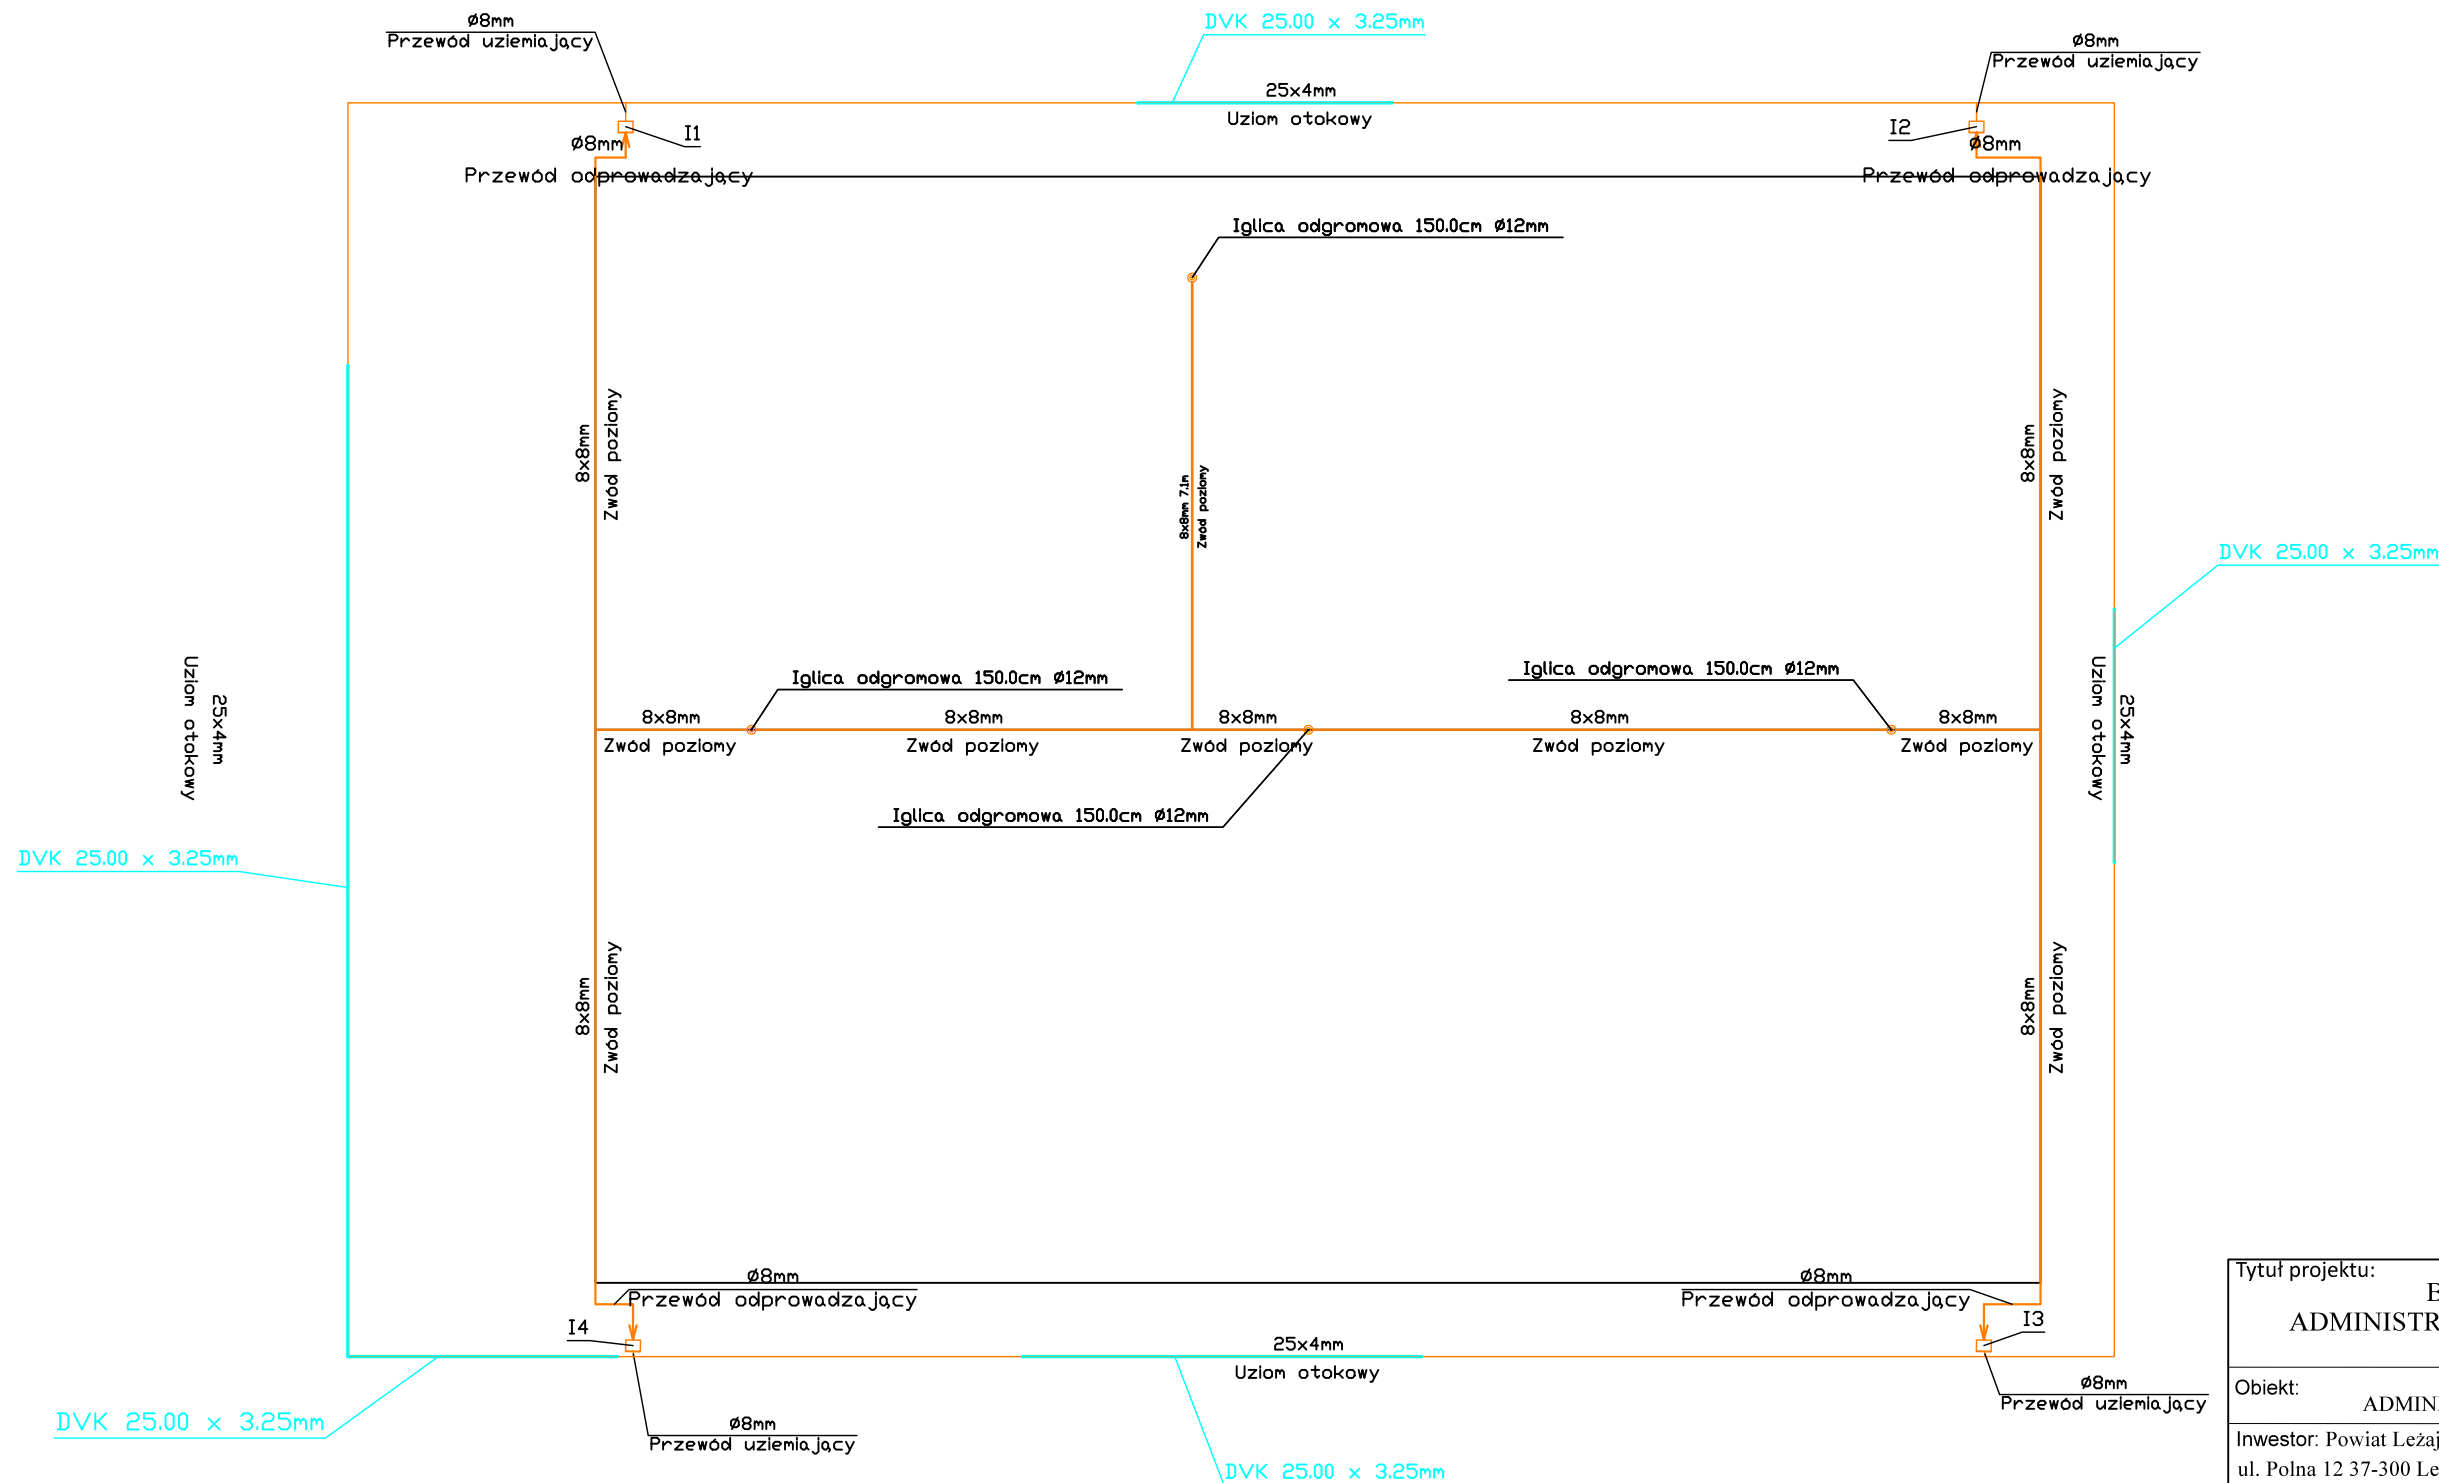 Ø8mm
Przewód uziemiający
DVK 25.00 x 3.25mm
Ø8mm
Przewód uziemiający
25x4mm
Uziom otokowy
I1
I2
Ø8mm
Przewód odprowadzający
Ø8mm
Przewód odprowadzający
Iglica odgromowa 150.0cm Ø12mm
8x8mm
Zwód poziomy
8x8mm 7.1m
Zwód poziomy
8x8mm
Zwód poziomy
DVK 25.00 x 3.25mm
25x4mm
Uziom otokowy
Iglica odgromowa 150.0cm Ø12mm
Iglica odgromowa 150.0cm Ø12mm
25x4mm
Uziom otokowy
8x8mm
Zwód poziomy
8x8mm
Zwód poziomy
8x8mm
Zwód poziomy
8x8mm
Zwód poziomy
8x8mm
Zwód poziomy
Iglica odgromowa 150.0cm Ø12mm
DVK 25.00 x 3.25mm
8x8mm
Zwód poziomy
8x8mm
Zwód poziomy
Ø8mm
Przewód odprowadzający
Ø8mm
Przewód odprowadzający
I4
I3
25x4mm
Uziom otokowy
Ø8mm
Przewód uziemiający
DVK 25.00 x 3.25mm
Ø8mm
Przewód uziemiający
DVK 25.00 x 3.25mm
Tytuł projektu:
ADMINISTR
Obiekt:
ADMIN
Inwestor: Powiat Leżaj
ul. Polna 12 37-300 Le